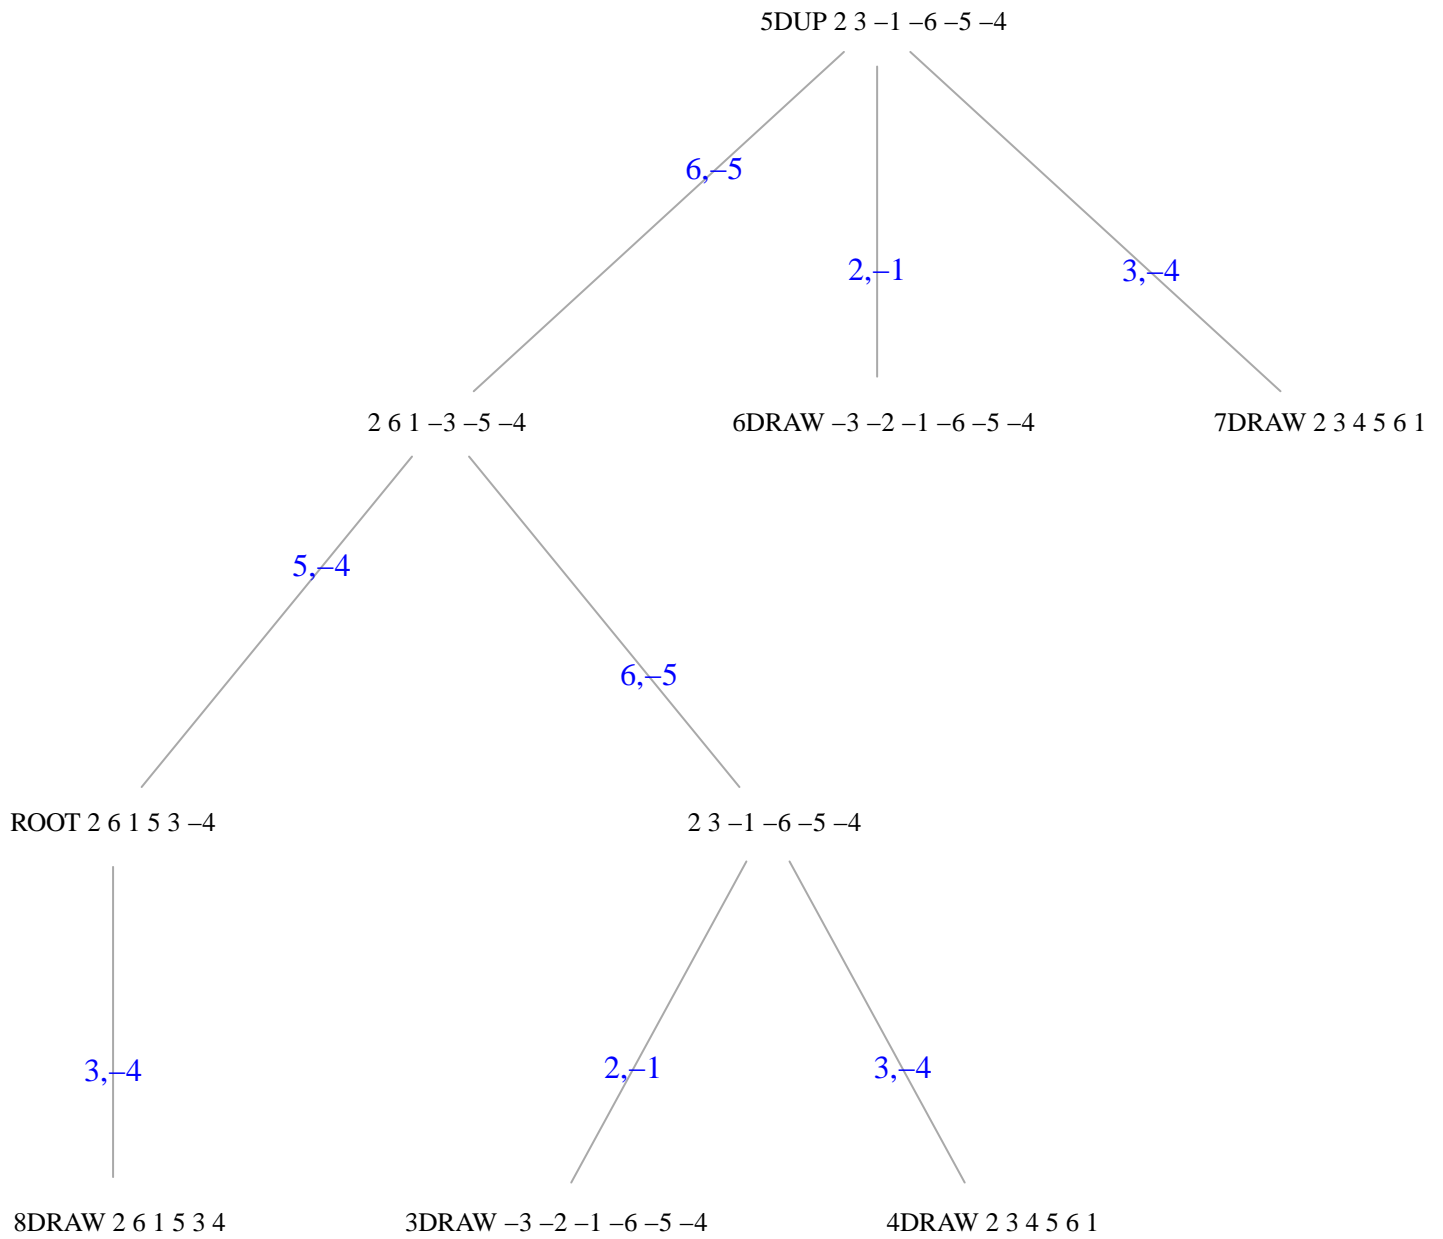 5DUP 2 3 –1 –6 –5 –4
6,–5
2,–1
3,–4
2 6 1 –3 –5 –4
6DRAW –3 –2 –1 –6 –5 –4
7DRAW 2 3 4 5 6 1
5,–4
6,–5
ROOT 2 6 1 5 3 –4
2 3 –1 –6 –5 –4
3,–4
2,–1
3,–4
8DRAW 2 6 1 5 3 4
3DRAW –3 –2 –1 –6 –5 –4
4DRAW 2 3 4 5 6 1